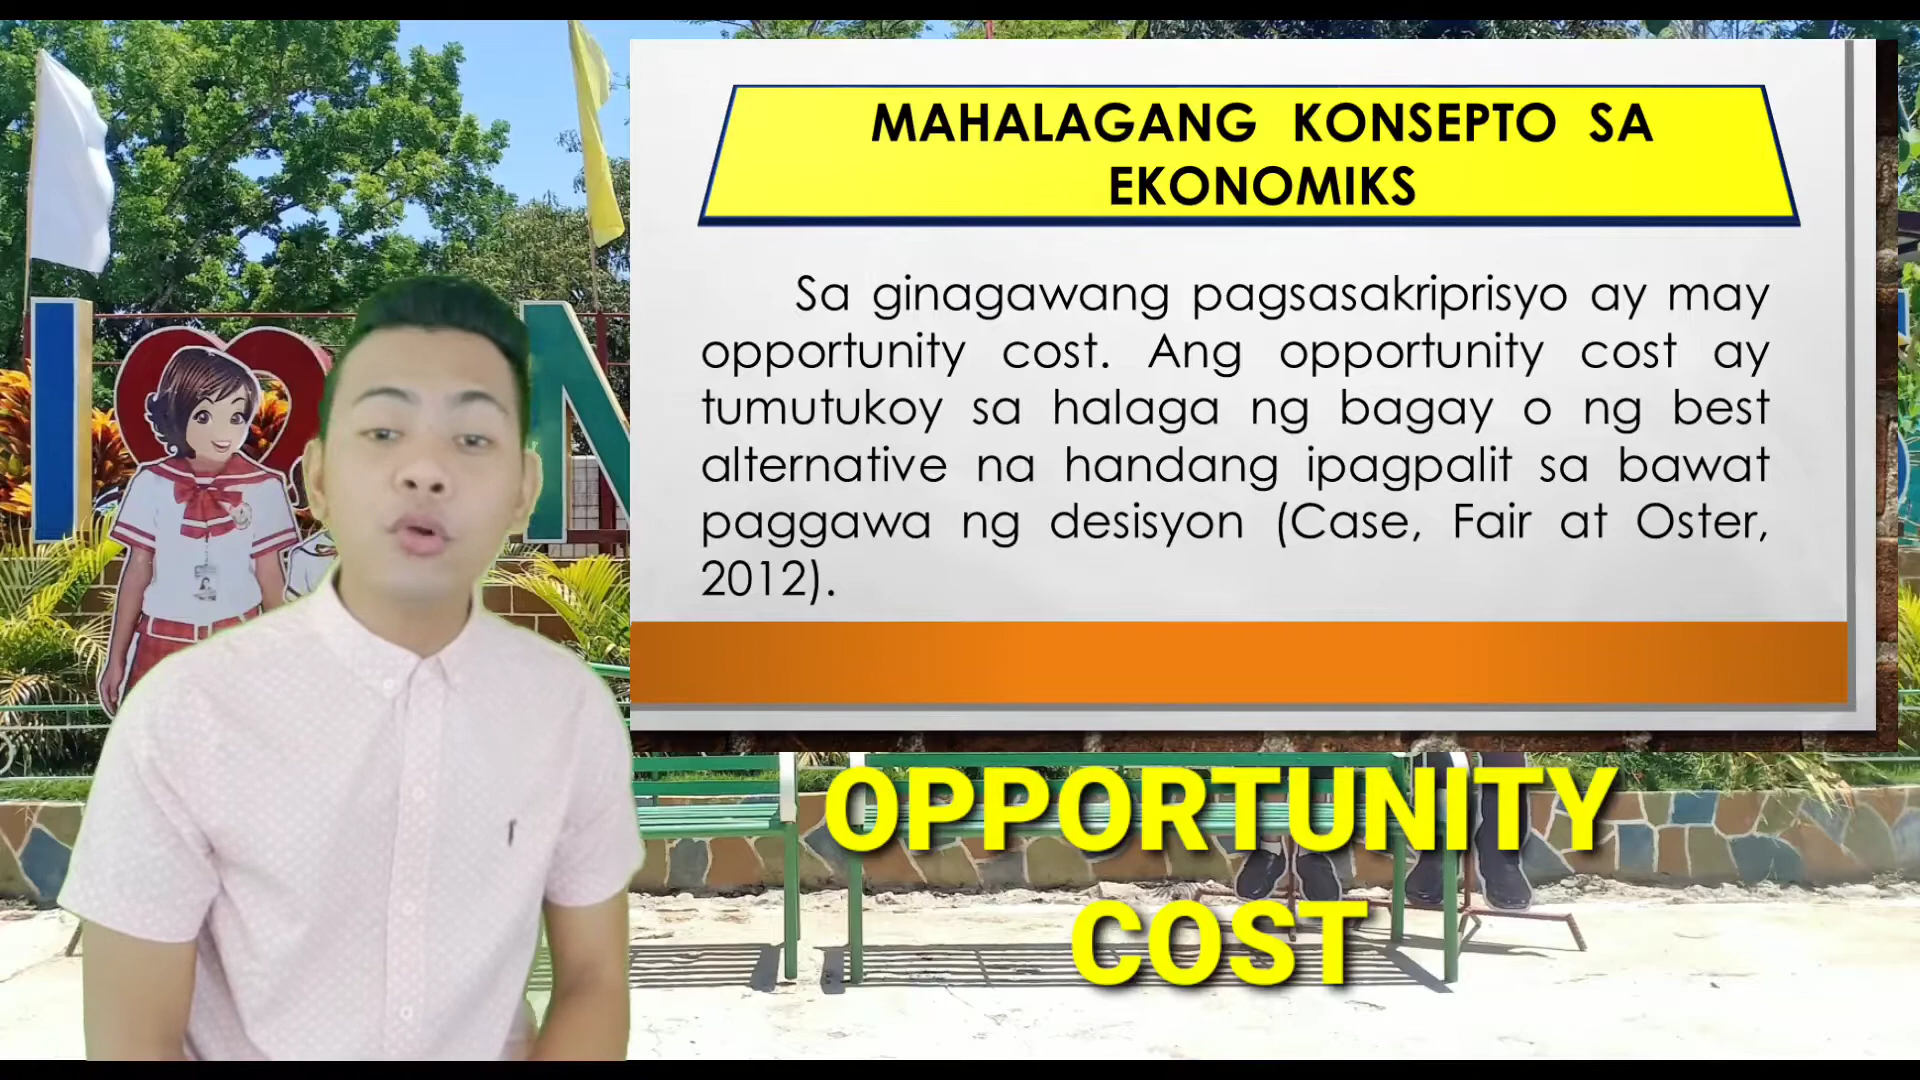 MAHALAGANG KONSEPTO SA
EKONOMIKS
Sa ginagawang pagsasakriprisyo ay may
opportunity cost. Ang opportunity cost ay
tumutukoy sa halaga ng bagay o ng best
alternative na handang ipagpalit sa bawat
paggawa ng desisyon (Case, Fair at Oster,
2012).
I N
OPPORTUNITY
COST